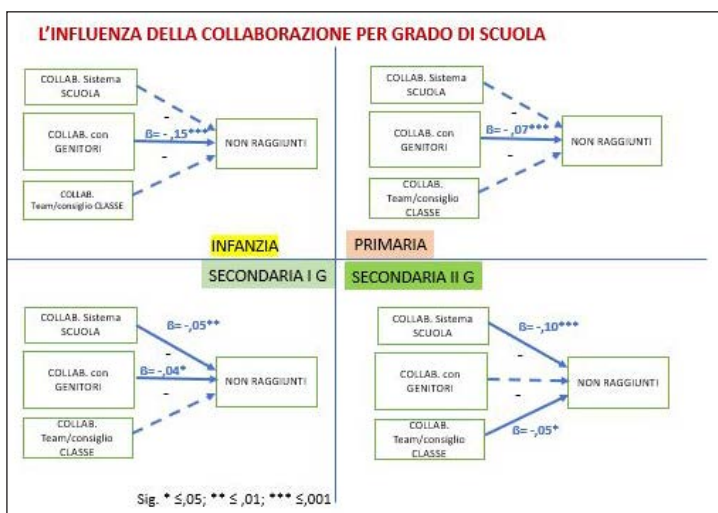 L'INFLUENZA DELLA COLLABORAZIONE PER GRADO DI SCUOLA
COLLAB. Sistema
SCUOLA
-
COLLAB. con
GENITORI
ß= -,15***
NON RAGGIUNTI
-
COLLAB.
Team/consiglio CLASSE
INFANZIA
COLLAB. Sistema
SCUOLA
-
COLLAB. con
GENITORI
ß= -,07***
NON RAGGIUNTI
-
COLLAB.
Team/consiglio
CLASSE
PRIMARIA
SECONDARIA I G
COLLAB. Sistema
SCUOLA
ß= -,05**
-
COLLAB. con
GENITORI
ß= -,04*
NON RAGGIUNTI
-
COLLAB.
Team/consiglio
CLASSE
SECONDARIA II G
COLLAB. Sistema
SCUOLA
ß= -,10***
-
COLLAB. con
GENITORI
NON RAGGIUNTI
-
COLLAB.
Team/consiglio
CLASSE
ß= -,05*
Sig. * ≤,05; ** ≤ ,01; *** ≤,001